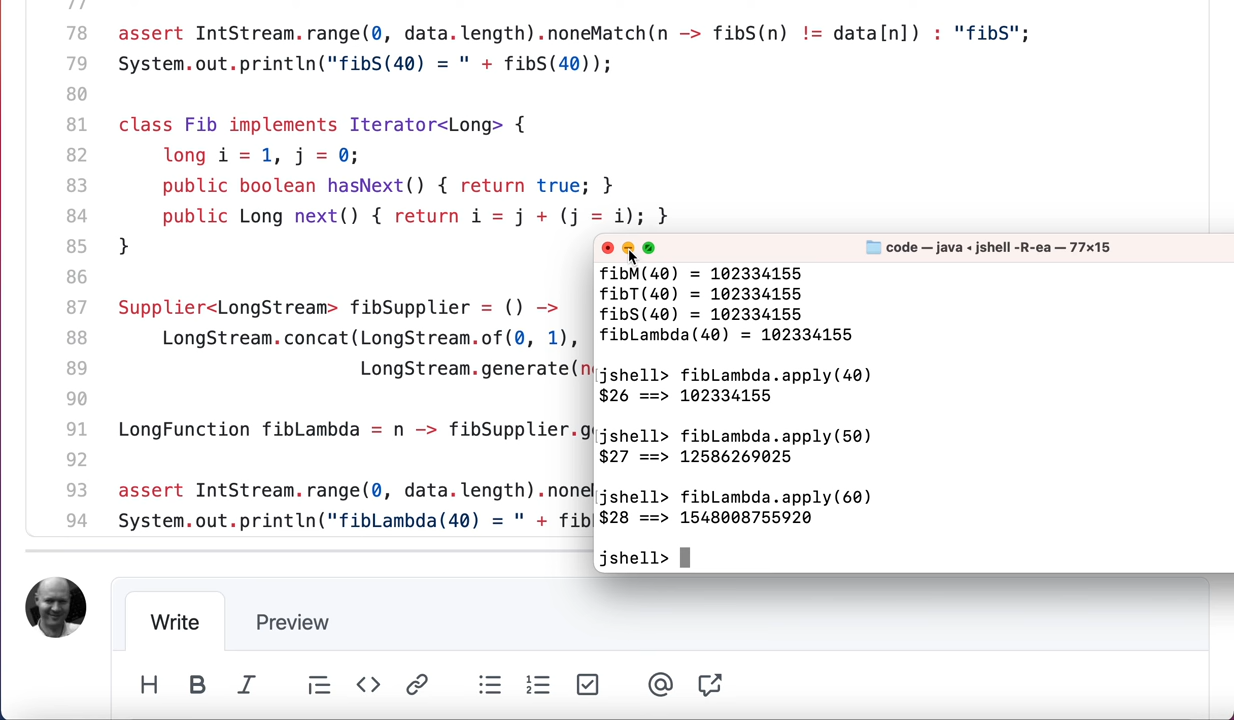 77
78 assert IntStream.range(0, data.length).noneMatch(n -> fibS(n) != data[n]) : "fibS";
79 System.out.println("fibS(40) = " + fibS(40));
80
81 class Fib implements Iterator<Long> {
82 long i = 1, j = 0;
83 public boolean hasNext() { return true; }
84 public Long next() { return i = j + (j = i); }
85 }
86
87 Supplier<LongStream> fibSupplier = () ->
88 LongStream.concat(LongStream.of(0, 1),
89 LongStream.generate(ne
90
91 LongFunction fibLambda = n -> fibSupplier.ge
92
93 assert IntStream.range(0, data.length).noneM
94 System.out.println("fibLambda(40) = " + fibL
code — java ◂ jshell -R-ea — 77×15
fibM(40) = 102334155
fibT(40) = 102334155
fibS(40) = 102334155
fibLambda(40) = 102334155
jshell> fibLambda.apply(40)
$26 ==> 102334155
jshell> fibLambda.apply(50)
$27 ==> 12586269025
jshell> fibLambda.apply(60)
$28 ==> 1548008755920
jshell>
Write Preview